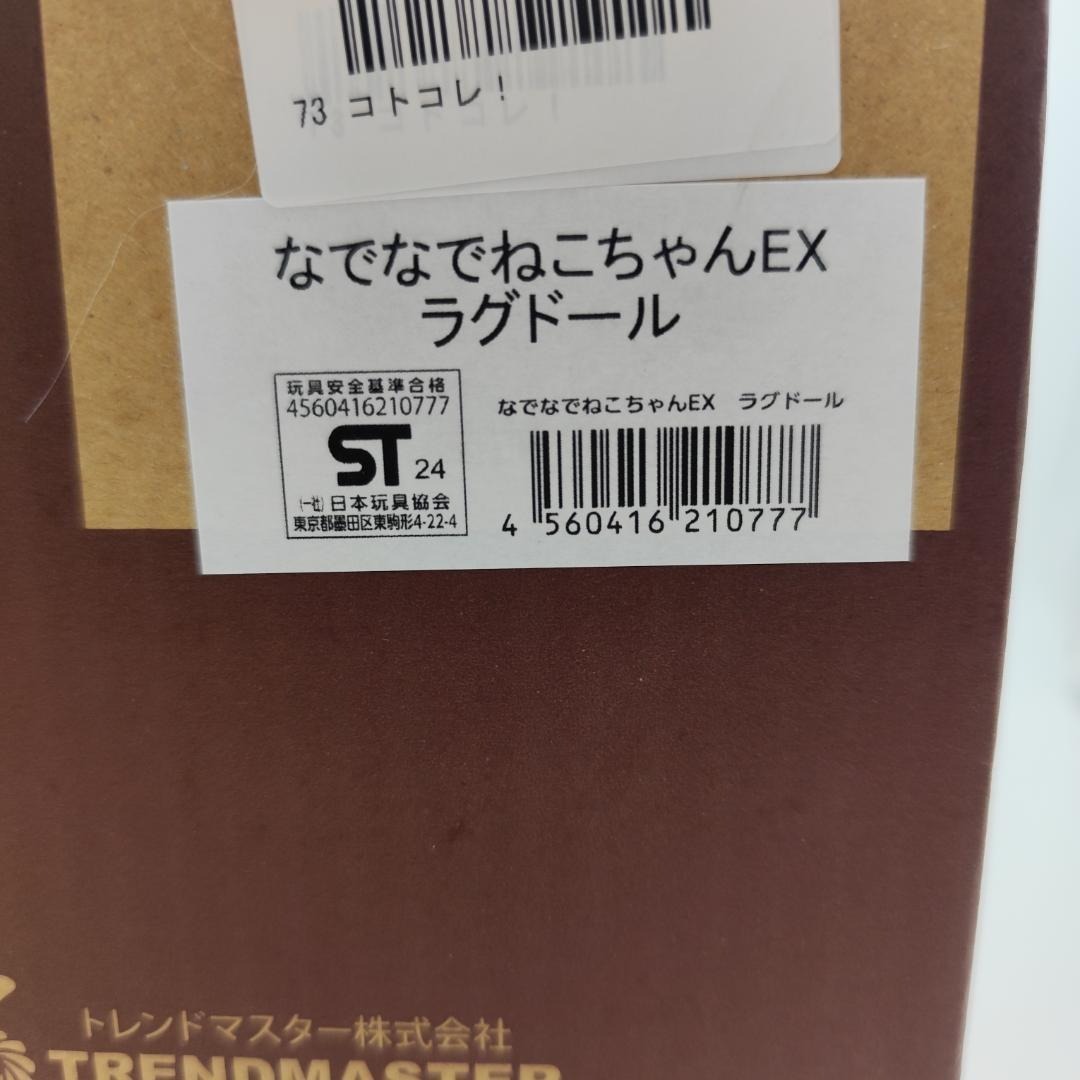 73 コトコレ!
なでなでねこちゃんEX
ラグドール
玩具安全基準合格
4560416210777
ST 24
(一社)日本玩具協会
東京都墨田区東駒形4-22-4
なでなでねこちゃんEX ラグドール
4 560416 210777
トレンドマスター株式会社
TRENDMASTER